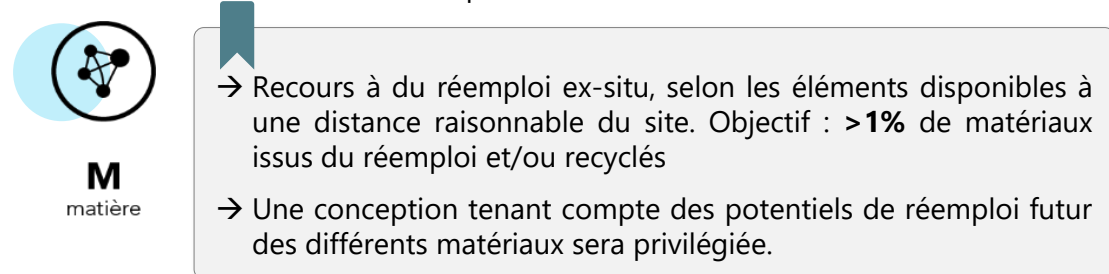 M
matière
→ Recours à du réemploi ex-situ, selon les éléments disponibles à
une distance raisonnable du site. Objectif : >1% de matériaux
issus du réemploi et/ou recyclés
→ Une conception tenant compte des potentiels de réemploi futur
des différents matériaux sera privilégiée.